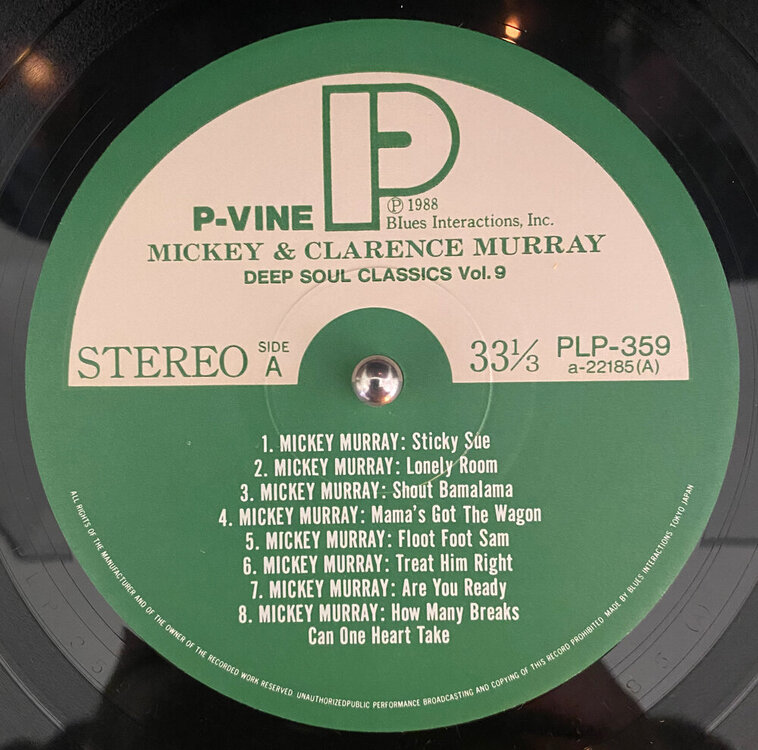 P
P-VINE
℗ 1988
Blues Interactions, Inc.
MICKEY & CLARENCE MURRAY
DEEP SOUL CLASSICS Vol. 9
STEREO SIDE A
33⅓ PLP-359
a-22185(A)
1. MICKEY MURRAY: Sticky Sue
2. MICKEY MURRAY: Lonely Room
3. MICKEY MURRAY: Shout Bamalama
4. MICKEY MURRAY: Mama's Got The Wagon
5. MICKEY MURRAY: Floot Foot Sam
6. MICKEY MURRAY: Treat Him Right
7. MICKEY MURRAY: Are You Ready
8. MICKEY MURRAY: How Many Breaks
Can One Heart Take
ALL RIGHTS OF THE MANUFACTURER AND OF THE OWNER OF THE RECORDED WORK RESERVED UNAUTHORIZEDPUBLIC PERFORMANCE BROADCASTING AND COPYING OF THIS RECORD PROHIBITED MADE BY BLUES INTERACTIONS TOKYO JAPAN